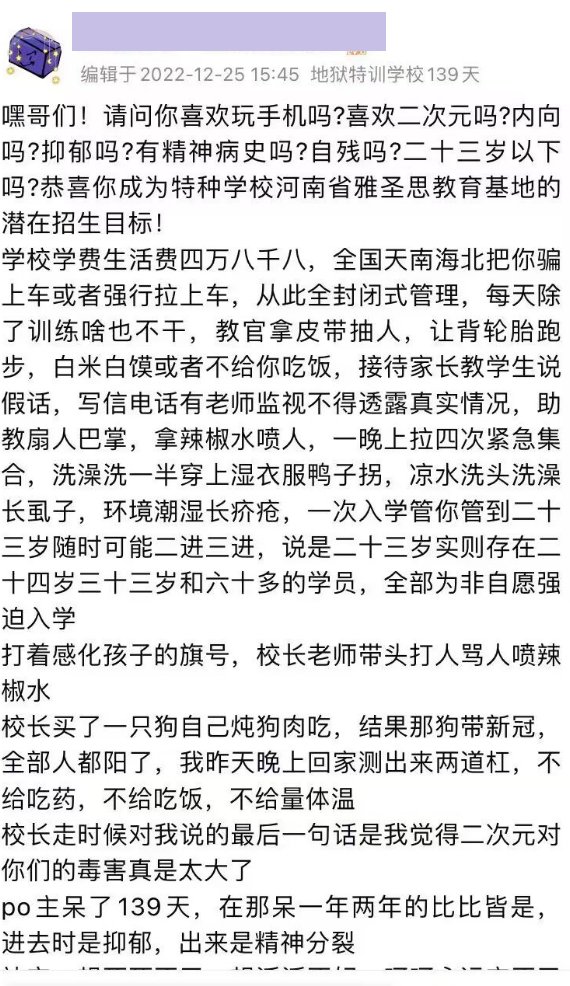 编辑于2022-12-25 15:45 地狱特训学校139天
嘿哥们！请问你喜欢玩手机吗?喜欢二次元吗?内向
吗?抑郁吗?有精神病史吗?自残吗?二十三岁以下
吗?恭喜你成为特种学校河南省雅圣思教育基地的
潜在招生目标！
学校学费生活费四万八千八，全国天南海北把你骗
上车或者强行拉上车，从此全封闭式管理，每天除
了训练啥也不干，教官拿皮带抽人，让背轮胎跑
步，白米白馍或者不给你吃饭，接待家长教学生说
假话，写信电话有老师监视不得透露真实情况，助
教扇人巴掌，拿辣椒水喷人，一晚上拉四次紧急集
合，洗澡洗一半穿上湿衣服鸭子拐，凉水洗头洗澡
长虱子，环境潮湿长疥疮，一次入学管你管到二十
三岁随时可能二进三进，说是二十三岁实则存在二
十四岁三十三岁和六十多的学员，全部为非自愿强
迫入学
打着感化孩子的旗号，校长老师带头打人骂人喷辣
椒水
校长买了一只狗自己炖狗肉吃，结果那狗带新冠，
全部人都阳了，我昨天晚上回家测出来两道杠，不
给吃药，不给吃饭，不给量体温
校长走时候对我说的最后一句话是我觉得二次元对
你们的毒害真是太大了
po主呆了139天，在那呆一年两年的比比皆是，
进去时是抑郁，出来是精神分裂